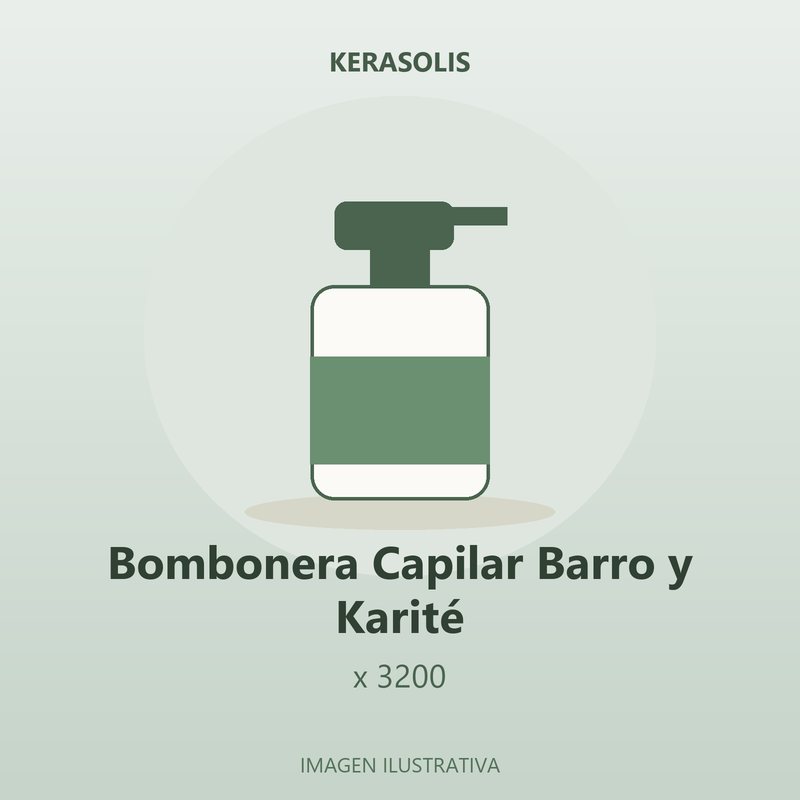 KERASOLIS
Bombonera Capilar Barro y
Karité
x 3200
IMAGEN ILUSTRATIVA